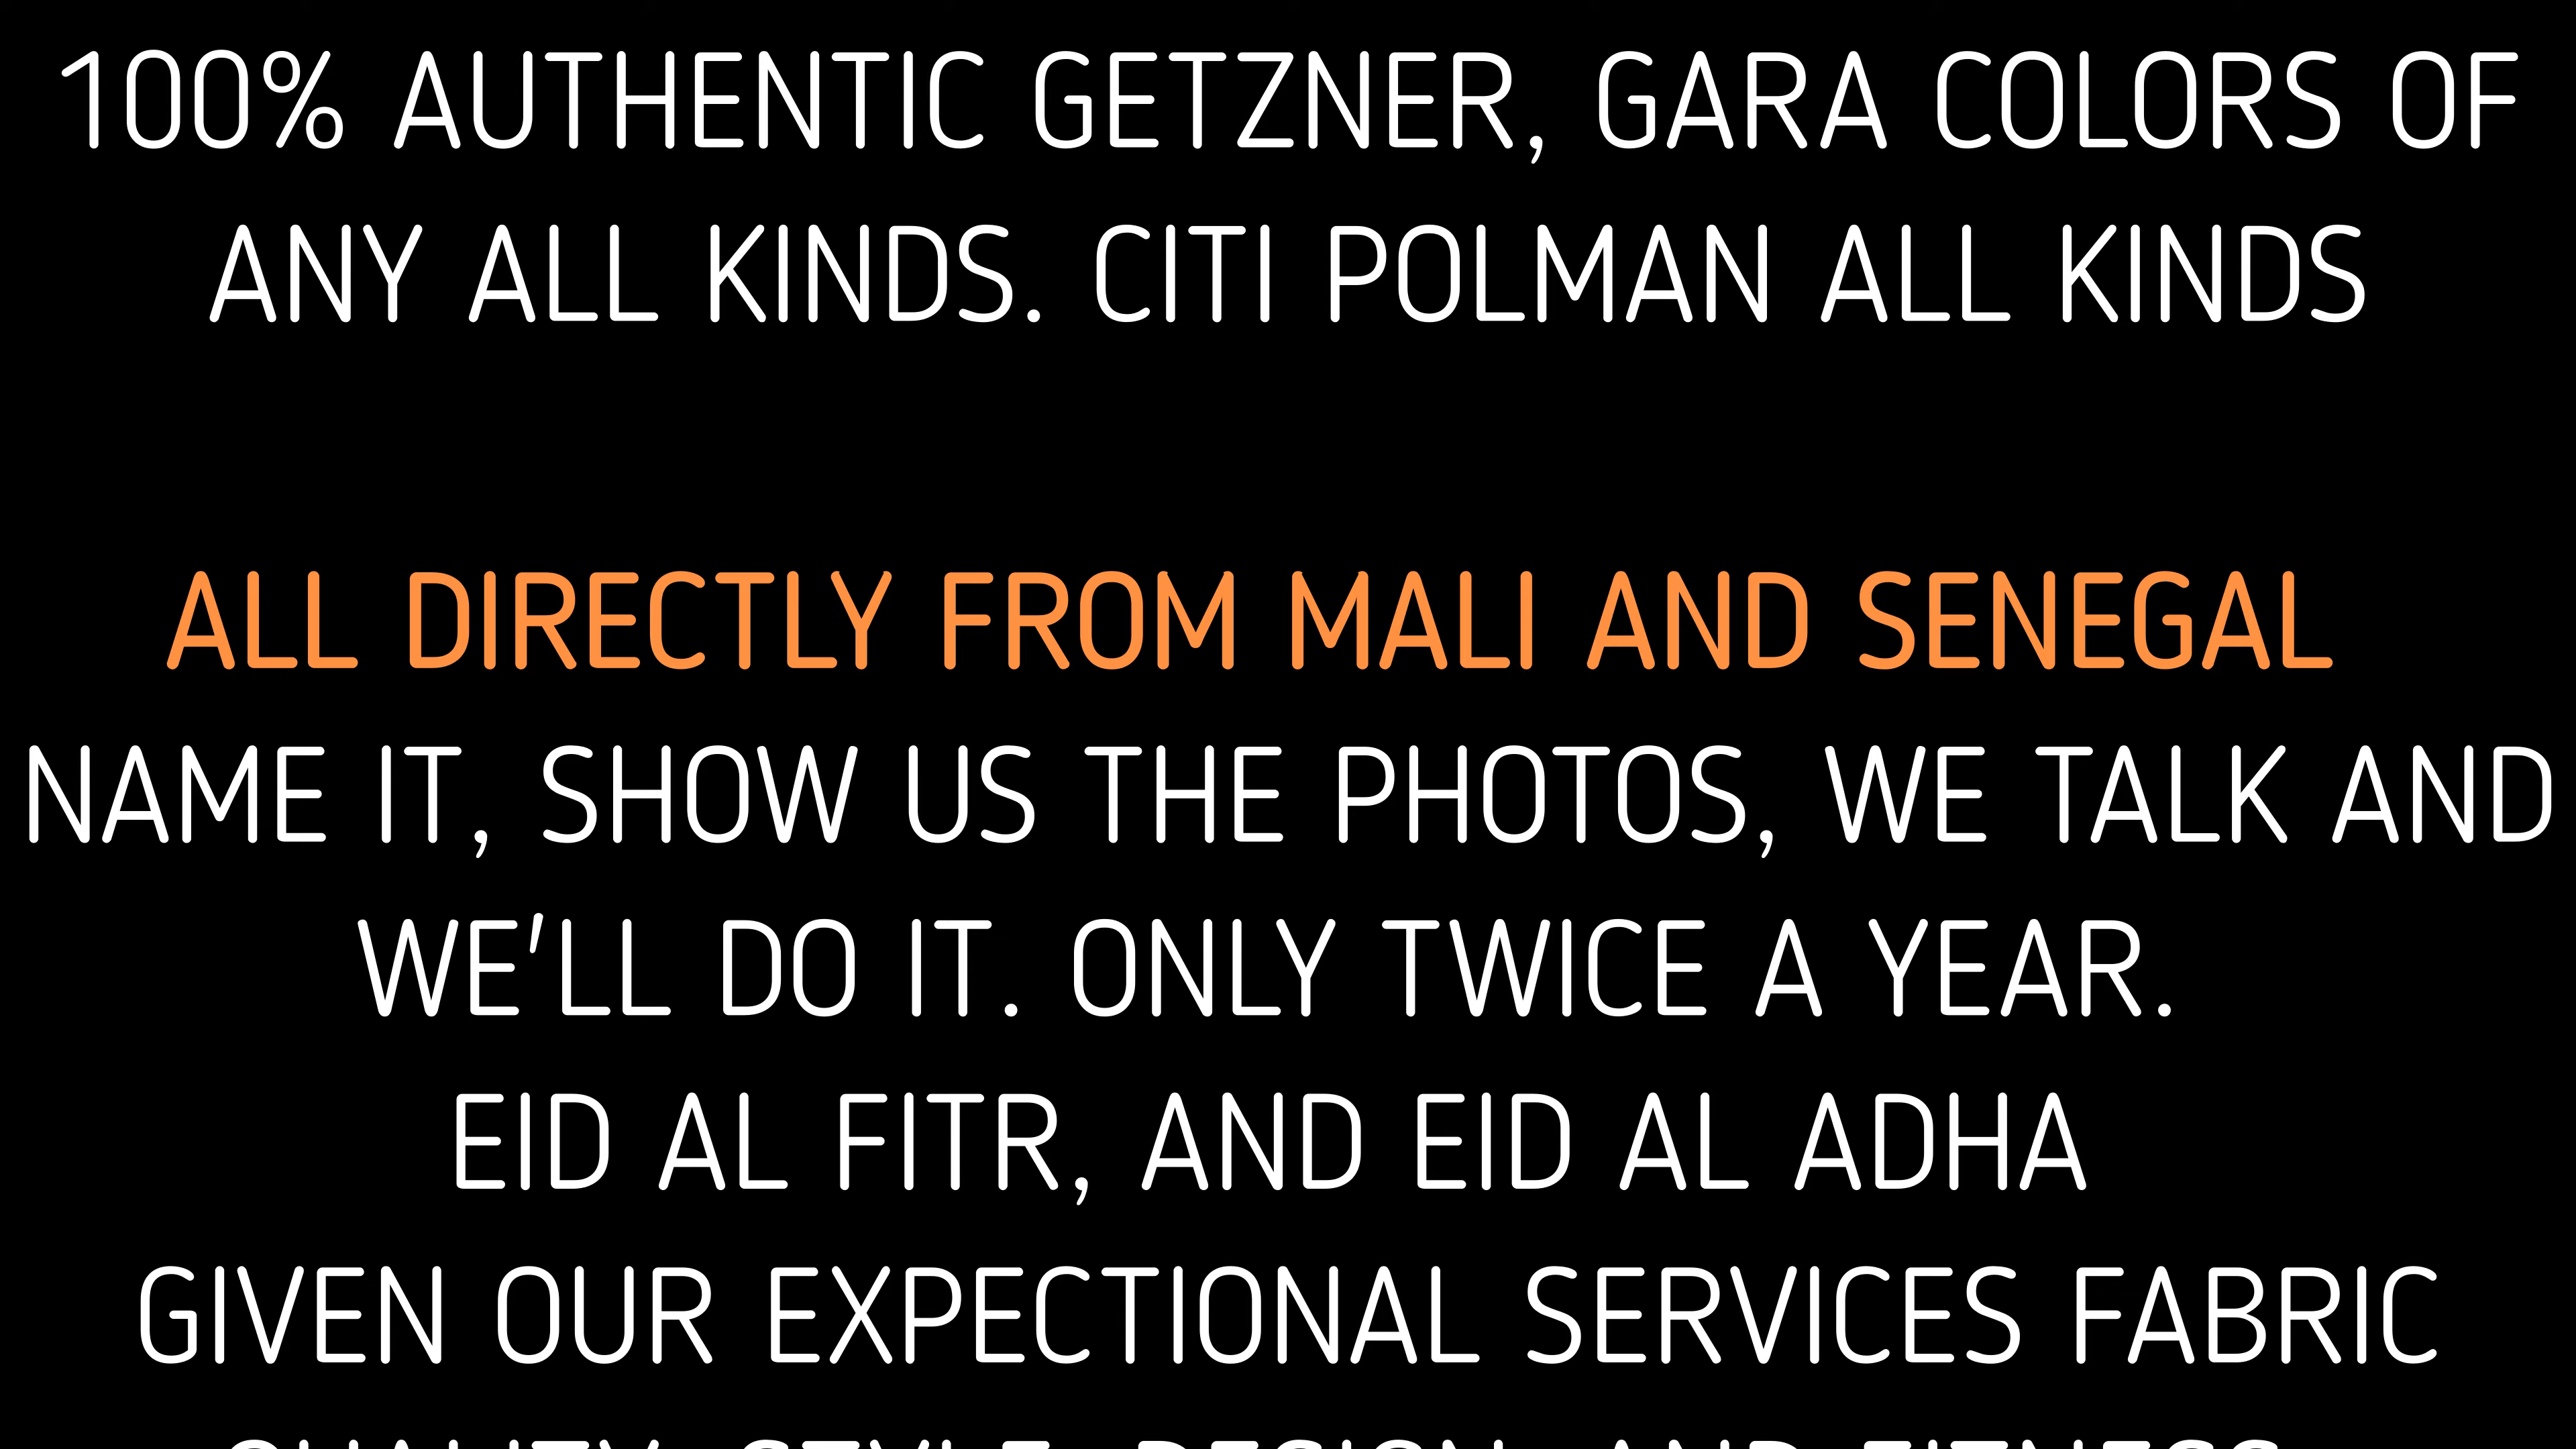 100% AUTHENTIC GETZNER, GARA COLORS OF
ANY ALL KINDS. CITI POLMAN ALL KINDS
ALL DIRECTLY FROM MALI AND SENEGAL
NAME IT, SHOW US THE PHOTOS, WE TALK AND
WE'LL DO IT. ONLY TWICE A YEAR.
EID AL FITR, AND EID AL ADHA
GIVEN OUR EXPECTIONAL SERVICES FABRIC